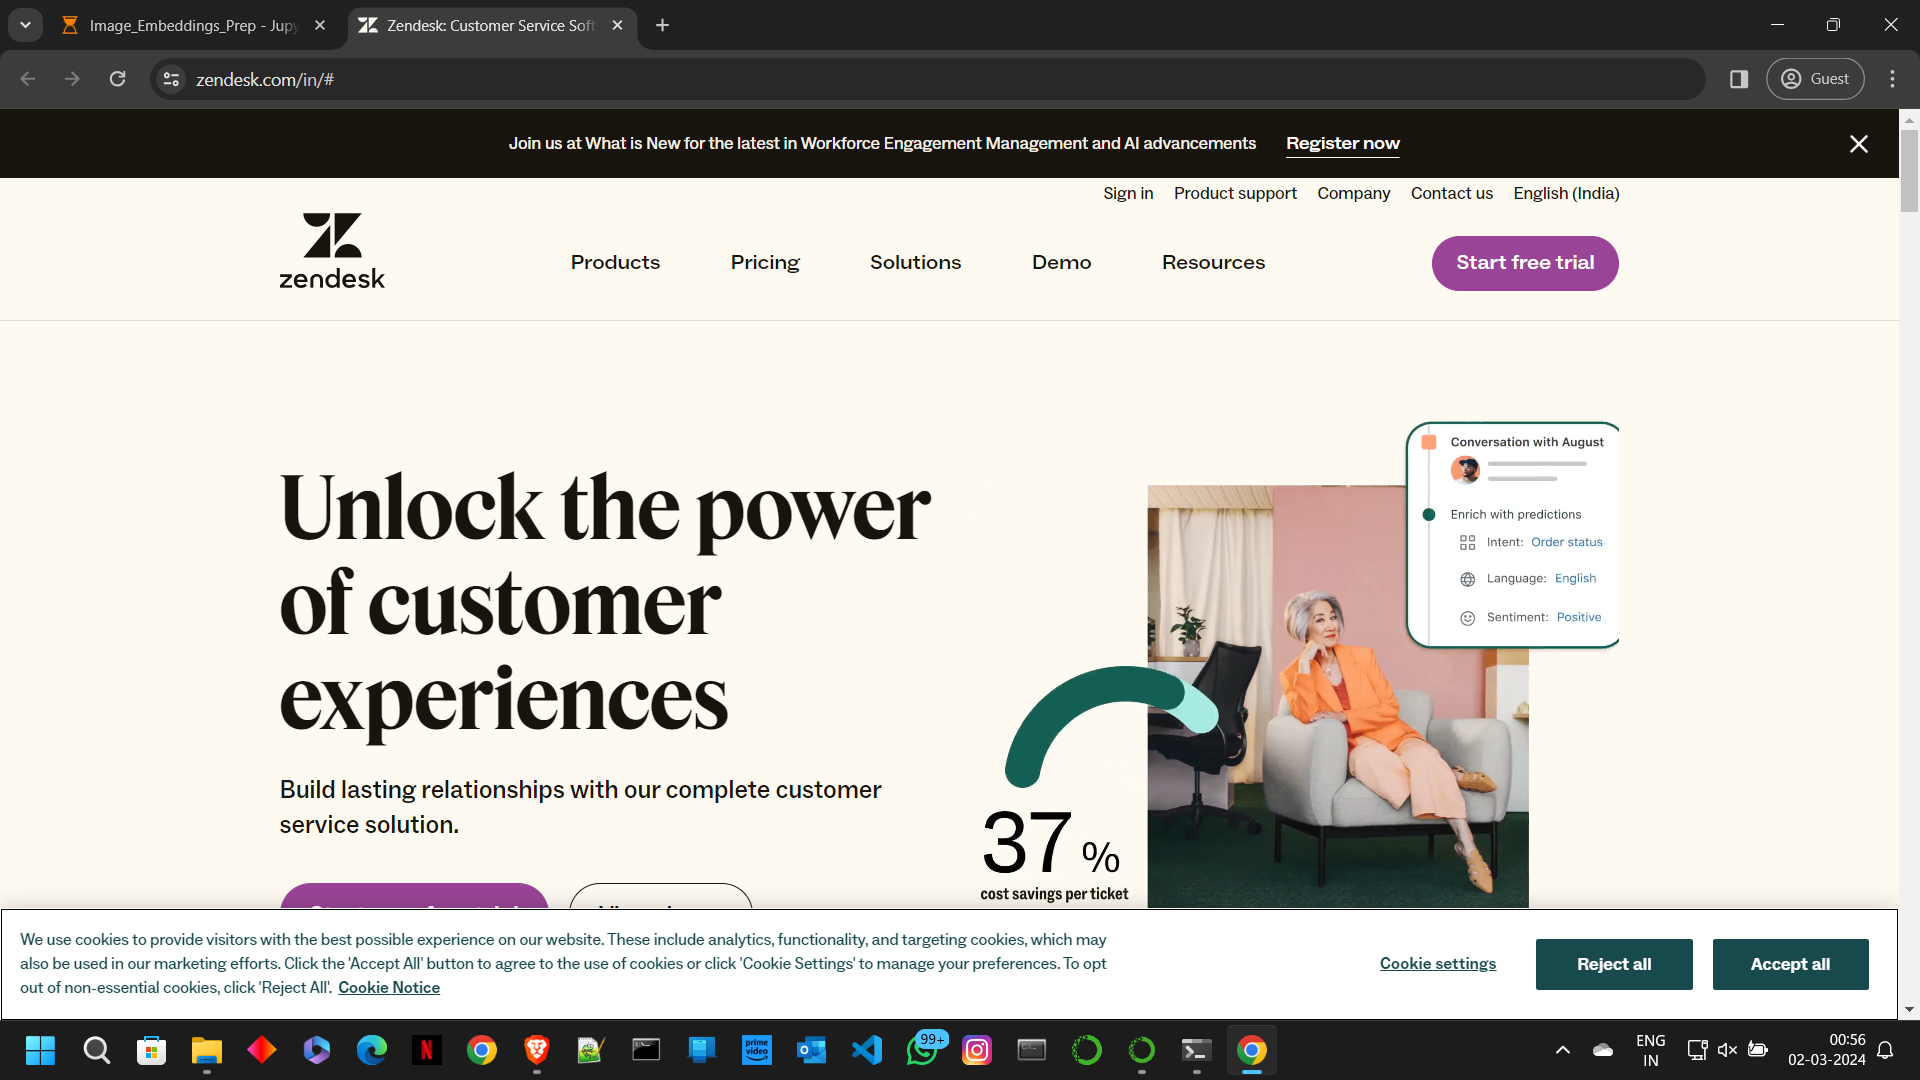 Image_Embeddings_Prep - Jupy
Zendesk: Customer Service Soft
zendesk.com/in/#
Guest
Join us at What is New for the latest in Workforce Engagement Management and AI advancements
Register now
Sign in
Product support
Company
Contact us
English (India)
zendesk
Products
Pricing
Solutions
Demo
Resources
Start free trial
Unlock the power
of customer
experiences
Build lasting relationships with our complete customer
service solution.
Conversation with August
Enrich with predictions
Intent: Order status
Language: English
Sentiment: Positive
37 %
cost savings per ticket
We use cookies to provide visitors with the best possible experience on our website. These include analytics, functionality, and targeting cookies, which may
also be used in our marketing efforts. Click the 'Accept All' button to agree to the use of cookies or click 'Cookie Settings' to manage your preferences. To opt
out of non-essential cookies, click 'Reject All'. Cookie Notice
Cookie settings
Reject all
Accept all
prime
video
99+
ENG
IN
00:56
02-03-2024